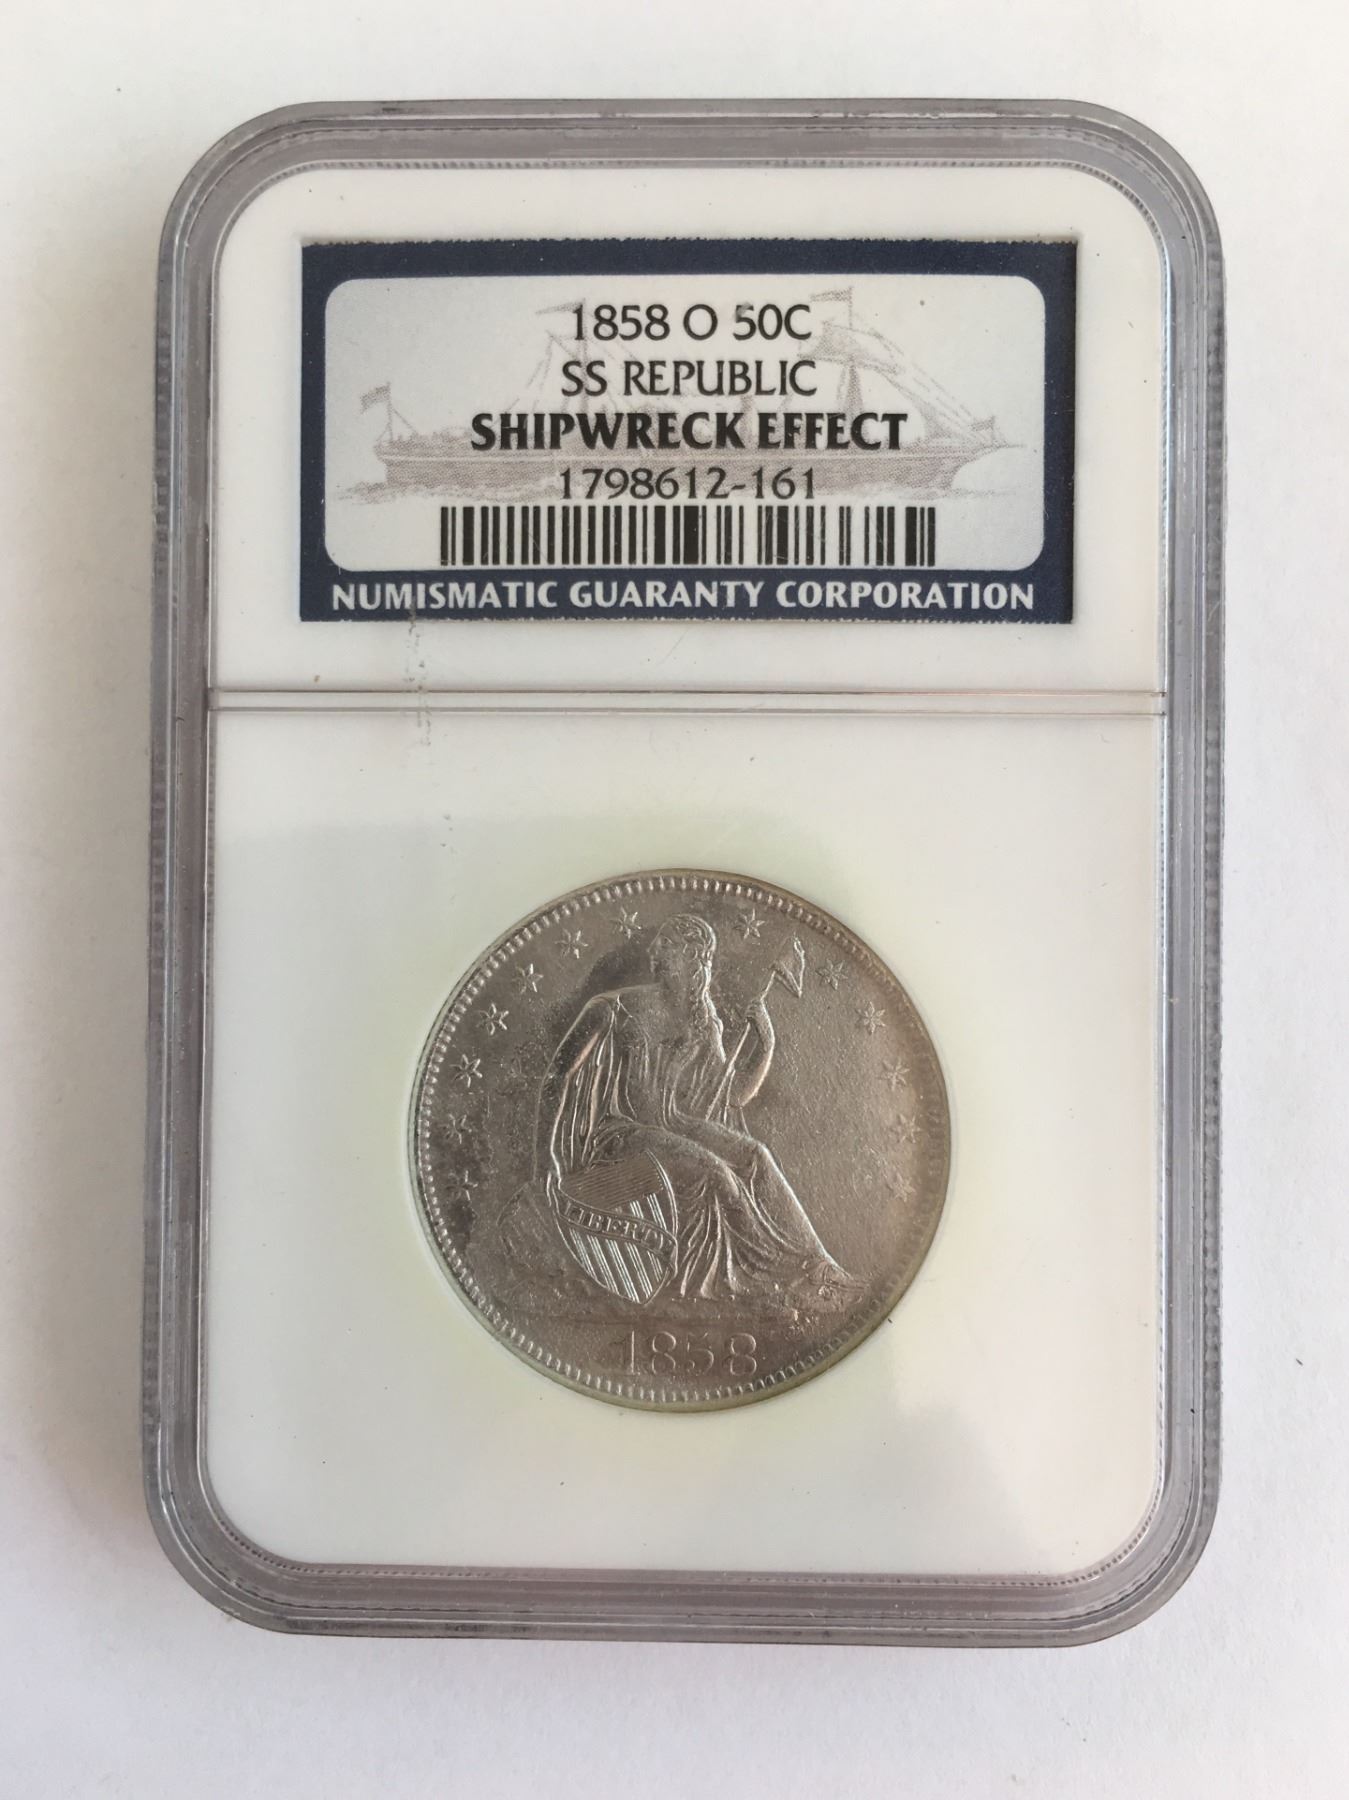 1858 O 50C
SS REPUBLIC
SHIPWRECK EFFECT
1798612-161
NUMISMATIC GUARANTY CORPORATION
LIBERTY
1858